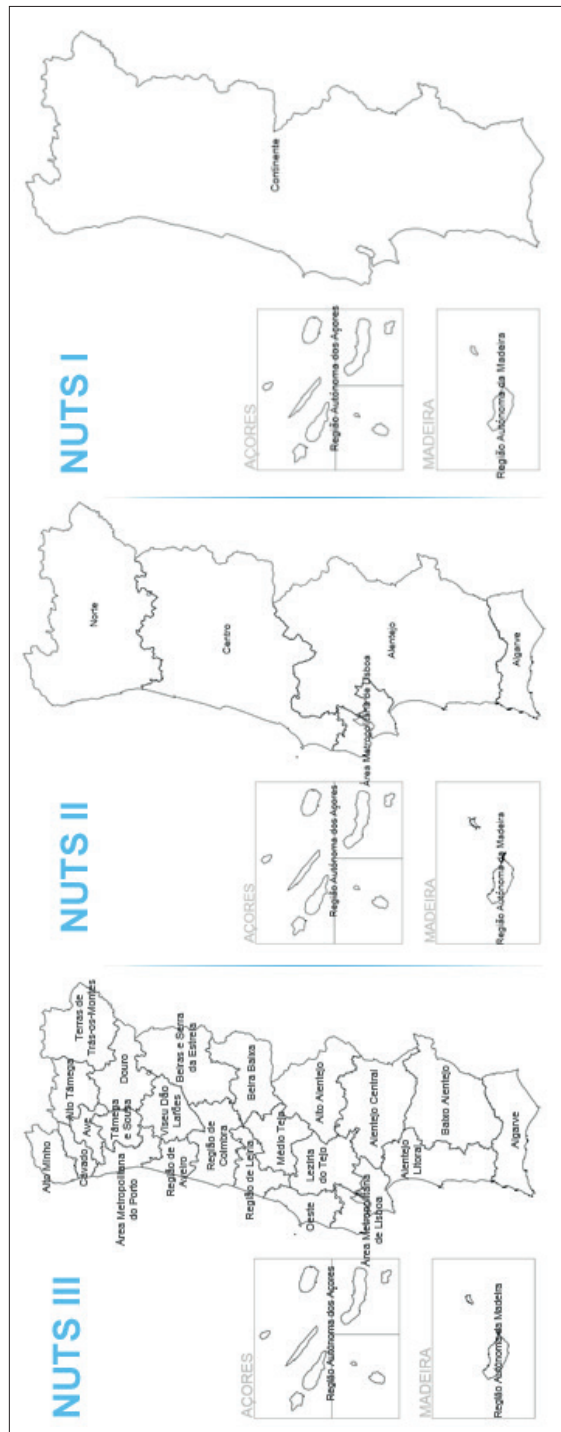 NUTS III
Alto Minho
Terras de
Trás-os-Montes
Alto Tâmega
Cávado
Ave
Tâmega
e Sousa
Douro
Área Metropolitana
do Porto
Viseu Dão
Lafões
Beiras e Serra
da Estrela
Região de
Aveiro
Região de
Coimbra
Beira Baixa
Região de Leiria
Médio Tejo
Oeste
Lezíria
do Tejo
Alto Alentejo
Área Metropolitana
de Lisboa
Alentejo Central
Alentejo
Litoral
Baixo Alentejo
Algarve
AÇORES
Região Autónoma dos Açores
MADEIRA
Região Autónoma da Madeira
NUTS II
Norte
Centro
Área Metropolitana de Lisboa
Alentejo
Algarve
AÇORES
Região Autónoma dos Açores
MADEIRA
Região Autónoma da Madeira
NUTS I
Continente
AÇORES
Região Autónoma dos Açores
MADEIRA
Região Autónoma da Madeira